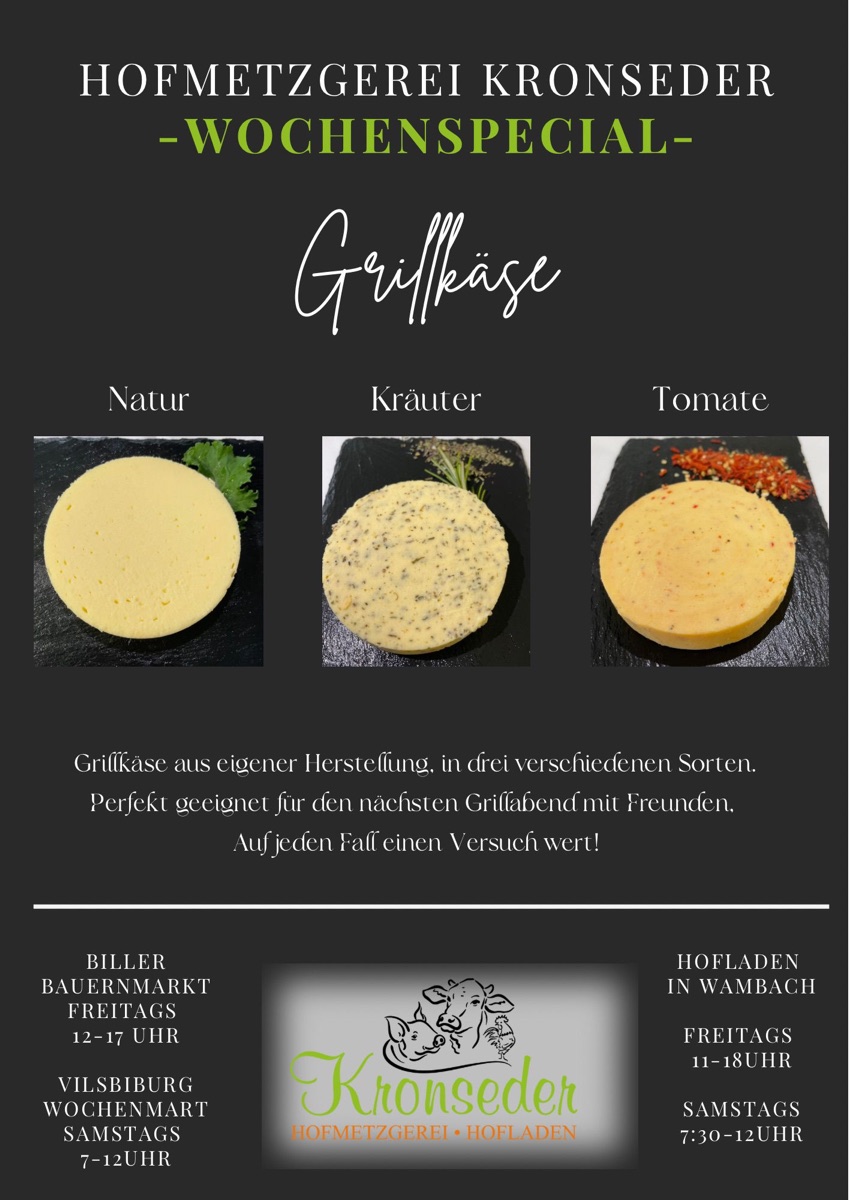 HOFMETZGEREI KRONSEDER
-WOCHENSPECIAL-
Grillkäse
Natur
Kräuter
Tomate
Grillkäse aus eigener Herstellung, in drei verschiedenen Sorten.
Perfekt geeignet für den nächsten Grillabend mit Freunden,
Auf jeden Fall einen Versuch wert!
BILLER
BAUERNMARKT
FREITAGS
12-17 UHR
VILSBIBURG
WOCHENMART
SAMSTAGS
7-12UHR
Kronseder
HOFMETZGEREI • HOFLADEN
HOFLADEN
IN WAMBACH
FREITAGS
11-18UHR
SAMSTAGS
7:30-12UHR